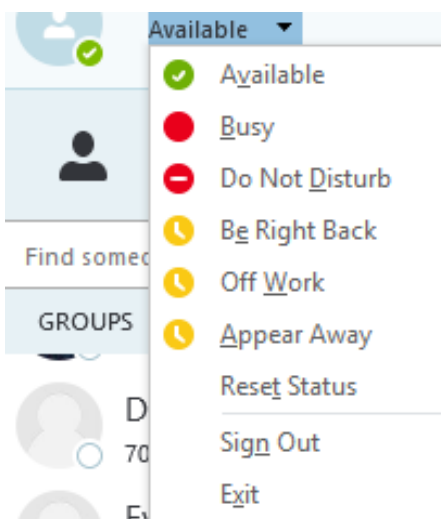 Available
Available
Busy
Do Not Disturb
Be Right Back
Find
Off Work
GROUPS
Appear Away
Reset Status
D
70
Sign Out
Exit